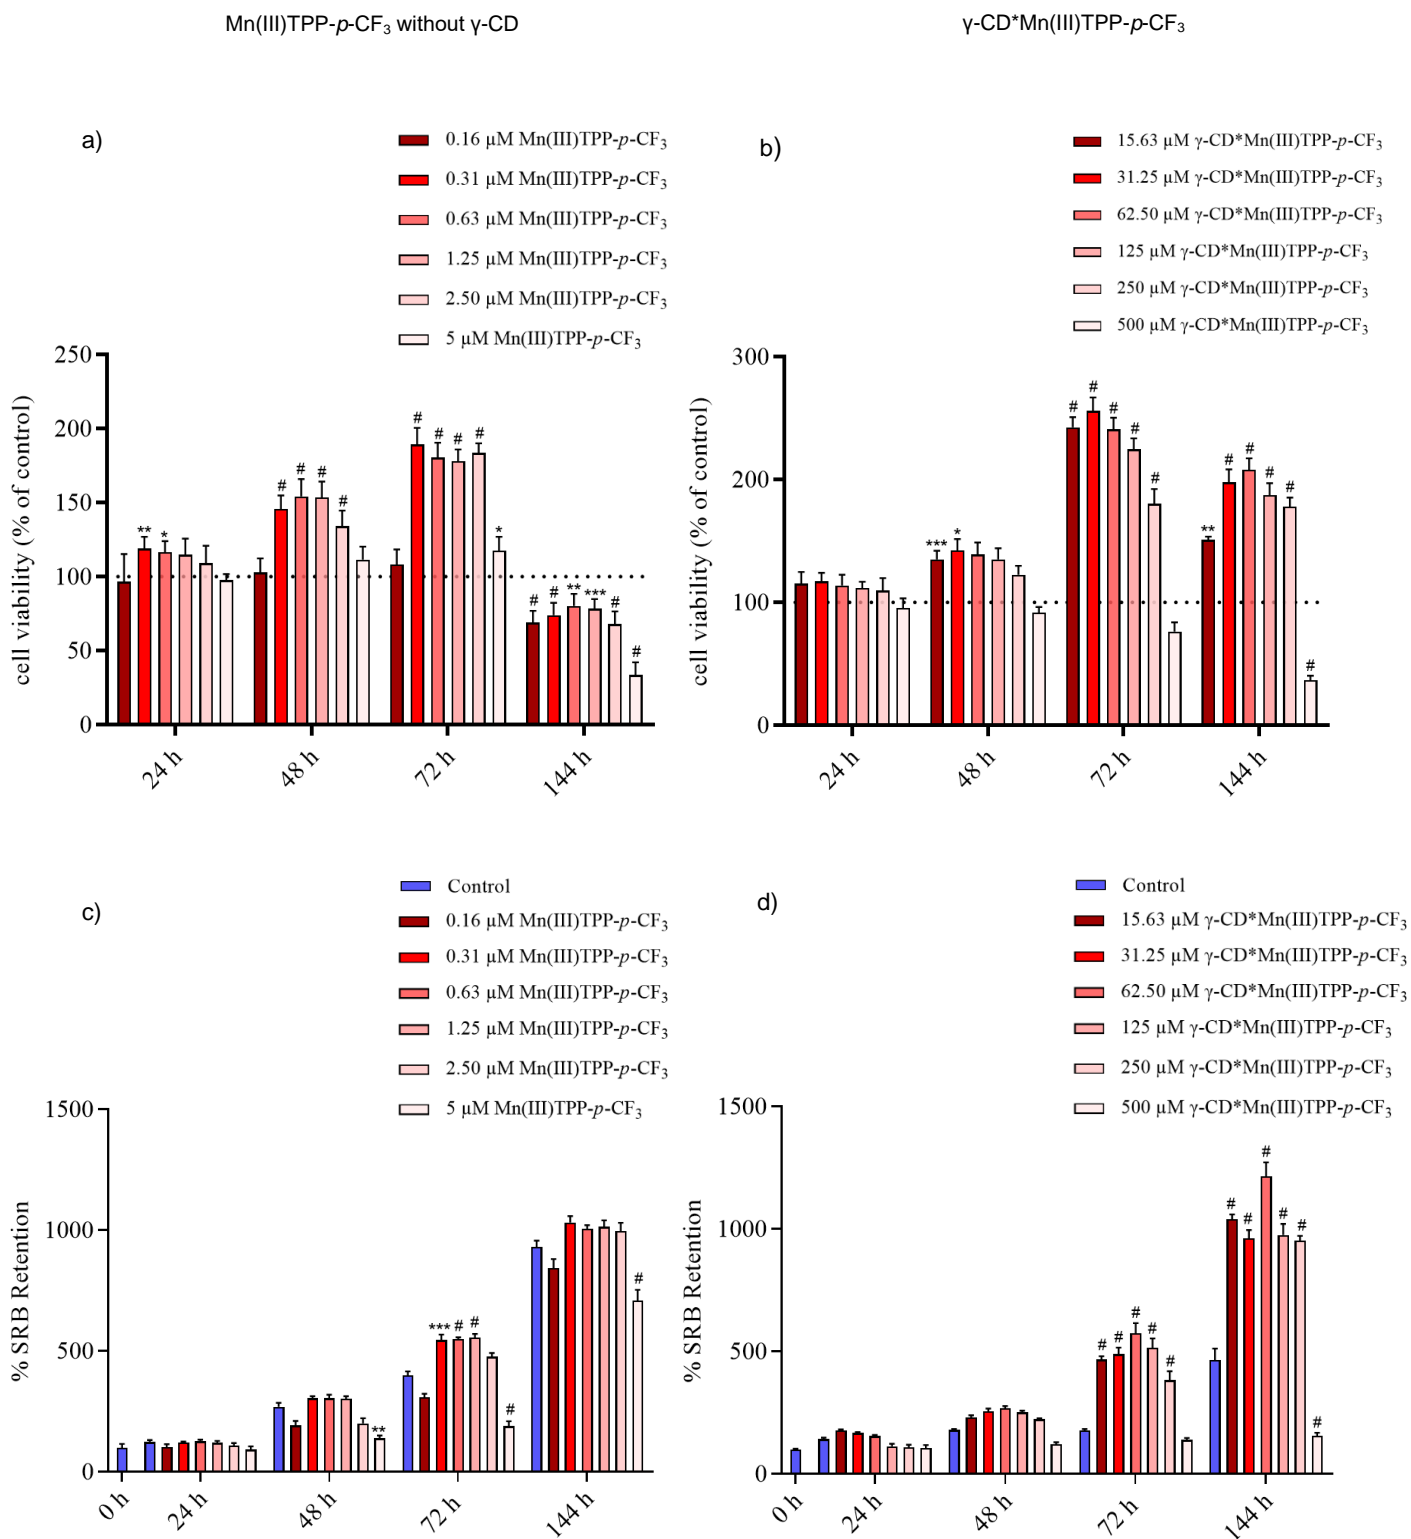 Mn(III)TPP-p-CF₃ without γ-CD
γ-CD*Mn(III)TPP-p-CF₃
a)
0.16 µM Mn(III)TPP-p-CF₃
0.31 µM Mn(III)TPP-p-CF₃
0.63 µM Mn(III)TPP-p-CF₃
1.25 µM Mn(III)TPP-p-CF₃
2.50 µM Mn(III)TPP-p-CF₃
5 µM Mn(III)TPP-p-CF₃
cell viability (% of control)
250
200
150
100
50
0
** *
# # # #
# # # # *
# # ** *** # #
24 h
48 h
72 h
144 h
b)
15.63 µM γ-CD*Mn(III)TPP-p-CF₃
31.25 µM γ-CD*Mn(III)TPP-p-CF₃
62.50 µM γ-CD*Mn(III)TPP-p-CF₃
125 µM γ-CD*Mn(III)TPP-p-CF₃
250 µM γ-CD*Mn(III)TPP-p-CF₃
500 µM γ-CD*Mn(III)TPP-p-CF₃
cell viability (% of control)
300
200
100
0
*** *
# # # # #
** # # # # #
24 h
48 h
72 h
144 h
c)
Control
0.16 µM Mn(III)TPP-p-CF₃
0.31 µM Mn(III)TPP-p-CF₃
0.63 µM Mn(III)TPP-p-CF₃
1.25 µM Mn(III)TPP-p-CF₃
2.50 µM Mn(III)TPP-p-CF₃
5 µM Mn(III)TPP-p-CF₃
% SRB Retention
1500
1000
500
0
**
*** # # #
#
0 h
24 h
48 h
72 h
144 h
d)
Control
15.63 µM γ-CD*Mn(III)TPP-p-CF₃
31.25 µM γ-CD*Mn(III)TPP-p-CF₃
62.50 µM γ-CD*Mn(III)TPP-p-CF₃
125 µM γ-CD*Mn(III)TPP-p-CF₃
250 µM γ-CD*Mn(III)TPP-p-CF₃
500 µM γ-CD*Mn(III)TPP-p-CF₃
% SRB Retention
1500
1000
500
0
# # # # #
# # # # # #
0 h
24 h
48 h
72 h
144 h